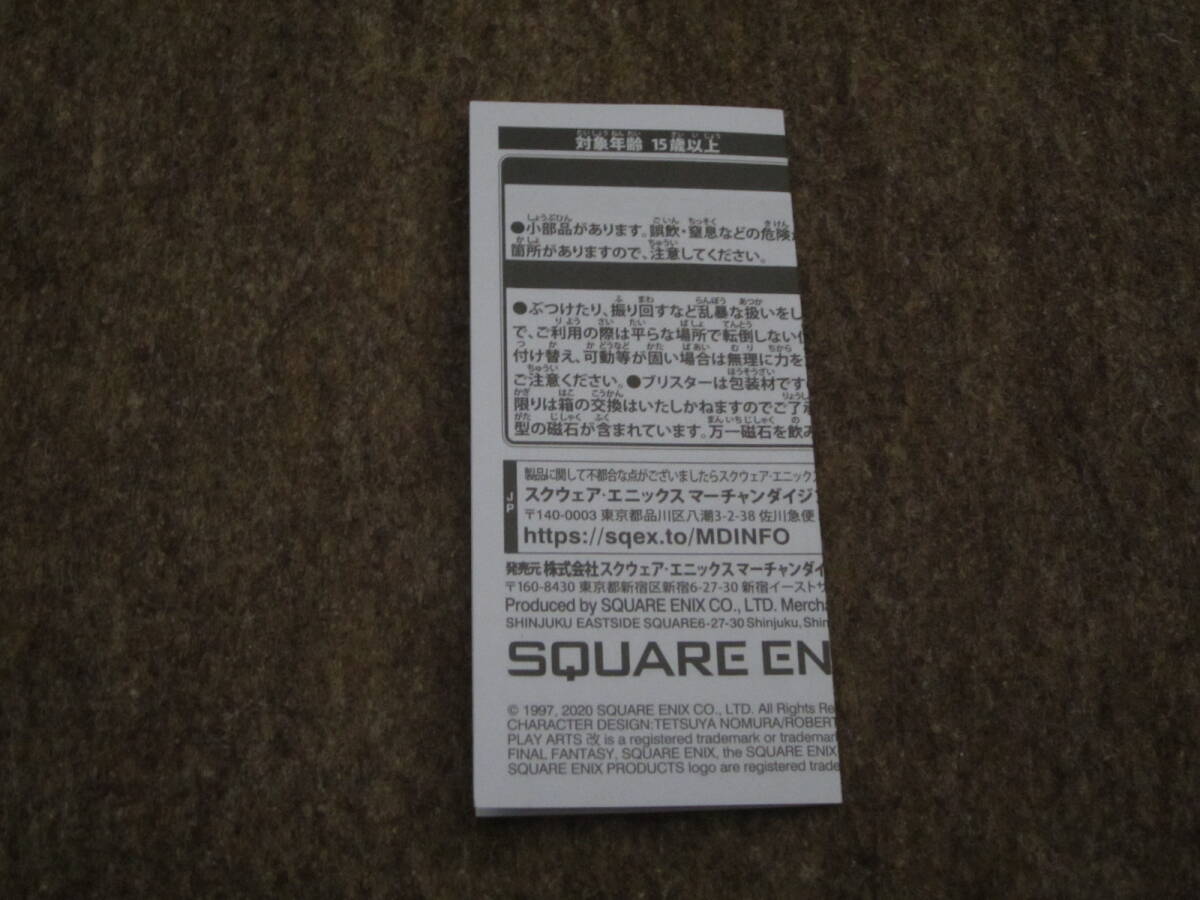 対象年齢 15歳以上
●小部品があります。誤飲・窒息などの危険
箇所がありますので、注意してください。
●ぶつけたり、振り回すなど乱暴な扱いをし
で、ご利用の際は平らな場所で転倒しない
付け替え、可動等が固い場合は無理に力を
ご注意ください。●ブリスターは包装材です
限りは箱の交換はいたしかねますのでご了承
型の磁石が含まれています。万一磁石を飲み
製品に関して不都合な点がございましたらスクウェア・エニックス
JP
スクウェア・エニックス マーチャンダイジ
〒140-0003 東京都品川区八潮3-2-38 佐川急便
https://sqex.to/MDINFO
発売元 株式会社スクウェア・エニックス マーチャンダイ
〒160-8430 東京都新宿区新宿6-27-30 新宿イースト
Produced by SQUARE ENIX CO., LTD. Mercha
SHINJUKU EASTSIDE SQUARE6-27-30 Shinjuku, Shin
SQUARE EN
© 1997, 2020 SQUARE ENIX CO., LTD. All Rights Re
CHARACTER DESIGN:TETSUYA NOMURA/ROBERT
PLAY ARTS 改 is a registered trademark or trademar
FINAL FANTASY, SQUARE ENIX, the SQUARE ENIX
SQUARE ENIX PRODUCTS logo are registered trade